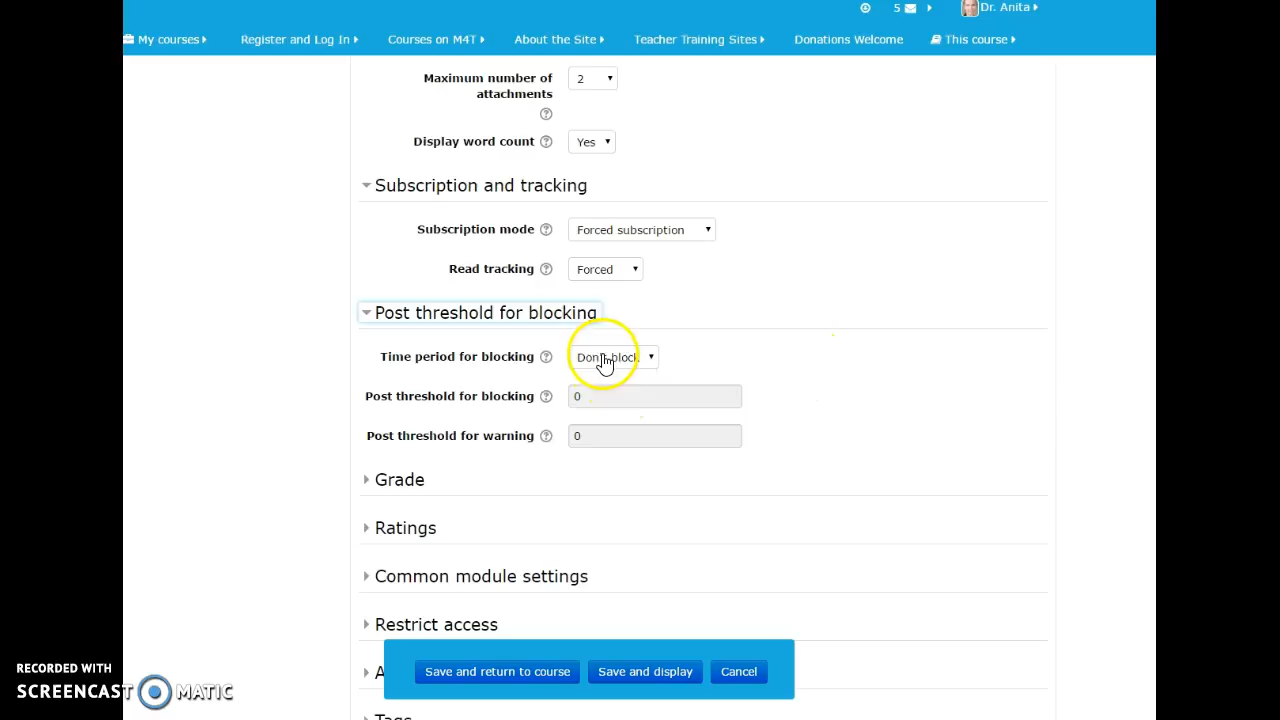 5 Dr. Anita
My courses Register and Log In Courses on M4T About the Site Teacher Training Sites Donations Welcome This course
Maximum number of 2
attachments
Display word count Yes
Subscription and tracking
Subscription mode Forced subscription
Read tracking Forced
Post threshold for blocking
Time period for blocking Don't block
Post threshold for blocking 0
Post threshold for warning 0
Grade
Ratings
Common module settings
Restrict access
A
Save and return to course Save and display Cancel
Tags
RECORDED WITH
SCREENCAST MATIC